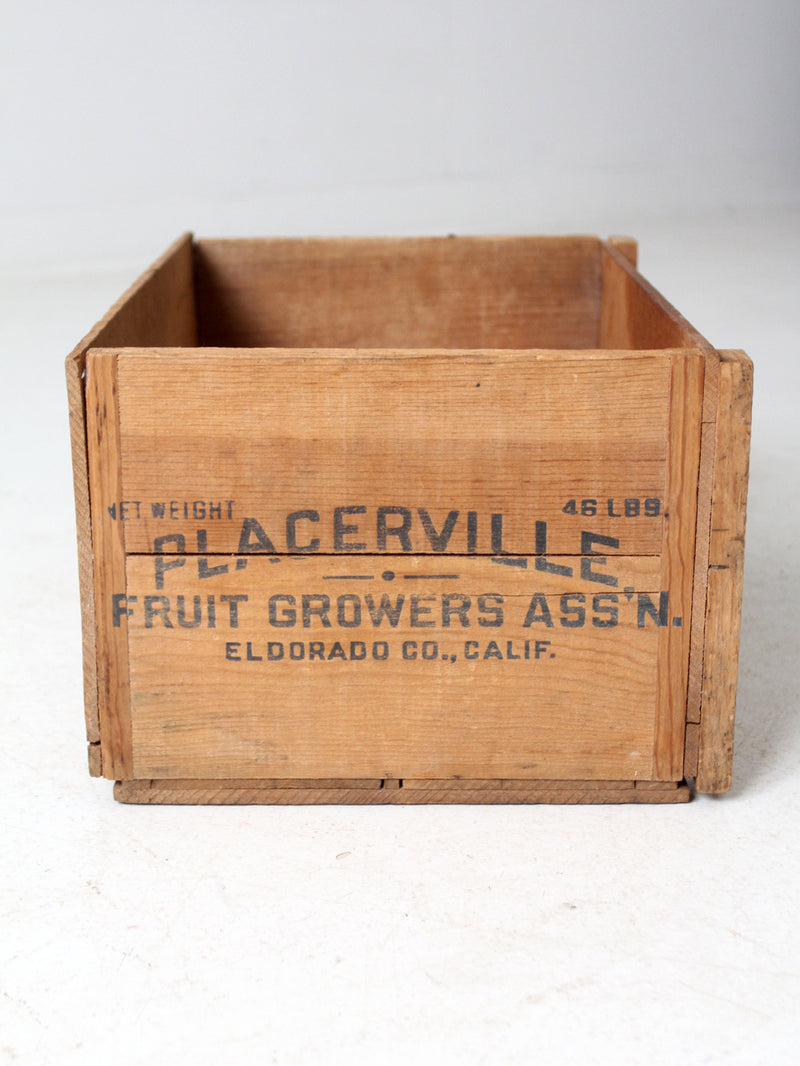 NET WEIGHT 46 LBS.
PLACERVILLE
FRUIT GROWERS ASS'N.
ELDORADO CO., CALIF.